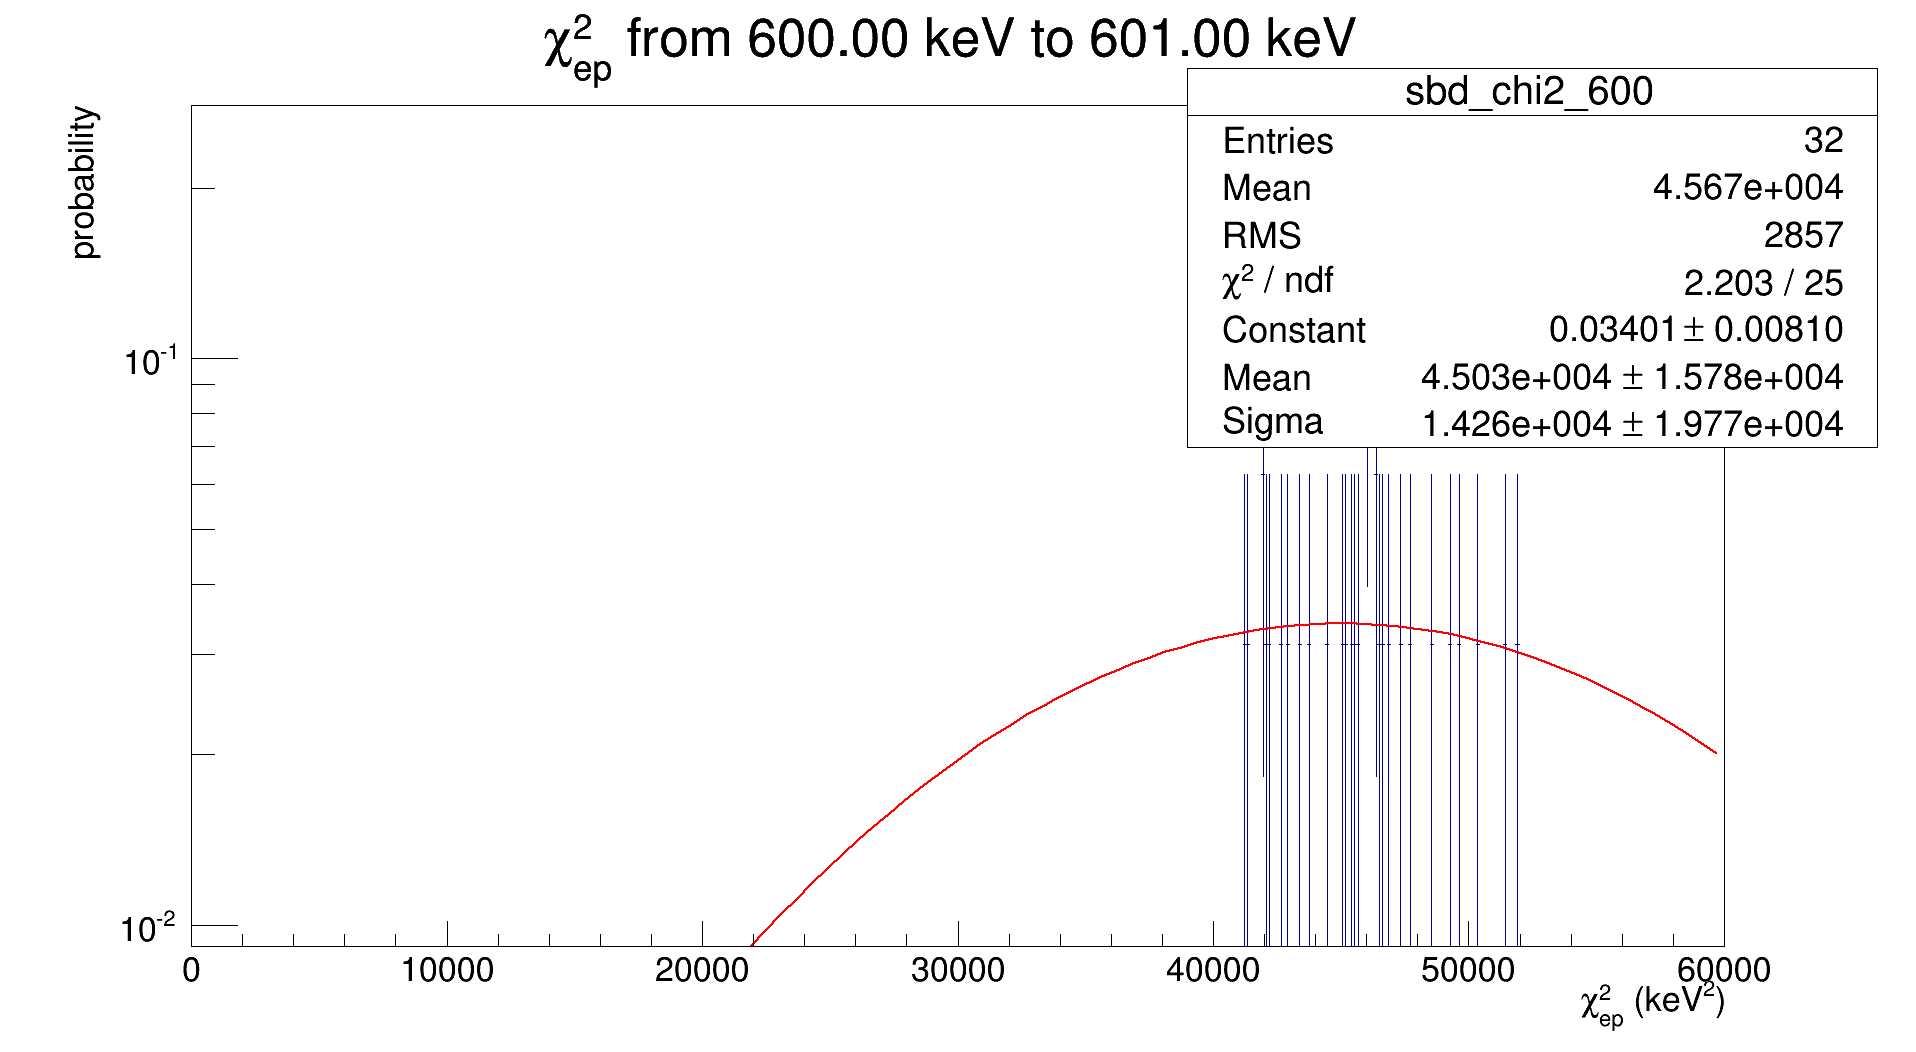 χ²ep from 600.00 keV to 601.00 keV
probability
sbd_chi2_600
Entries 32
Mean 4.567e+004
RMS 2857
χ² / ndf 2.203 / 25
Constant 0.03401 ± 0.00810
Mean 4.503e+004 ± 1.578e+004
Sigma 1.426e+004 ± 1.977e+004
10⁻¹
10⁻²
0 10000 20000 30000 40000 50000 60000
χ²ep (keV²)